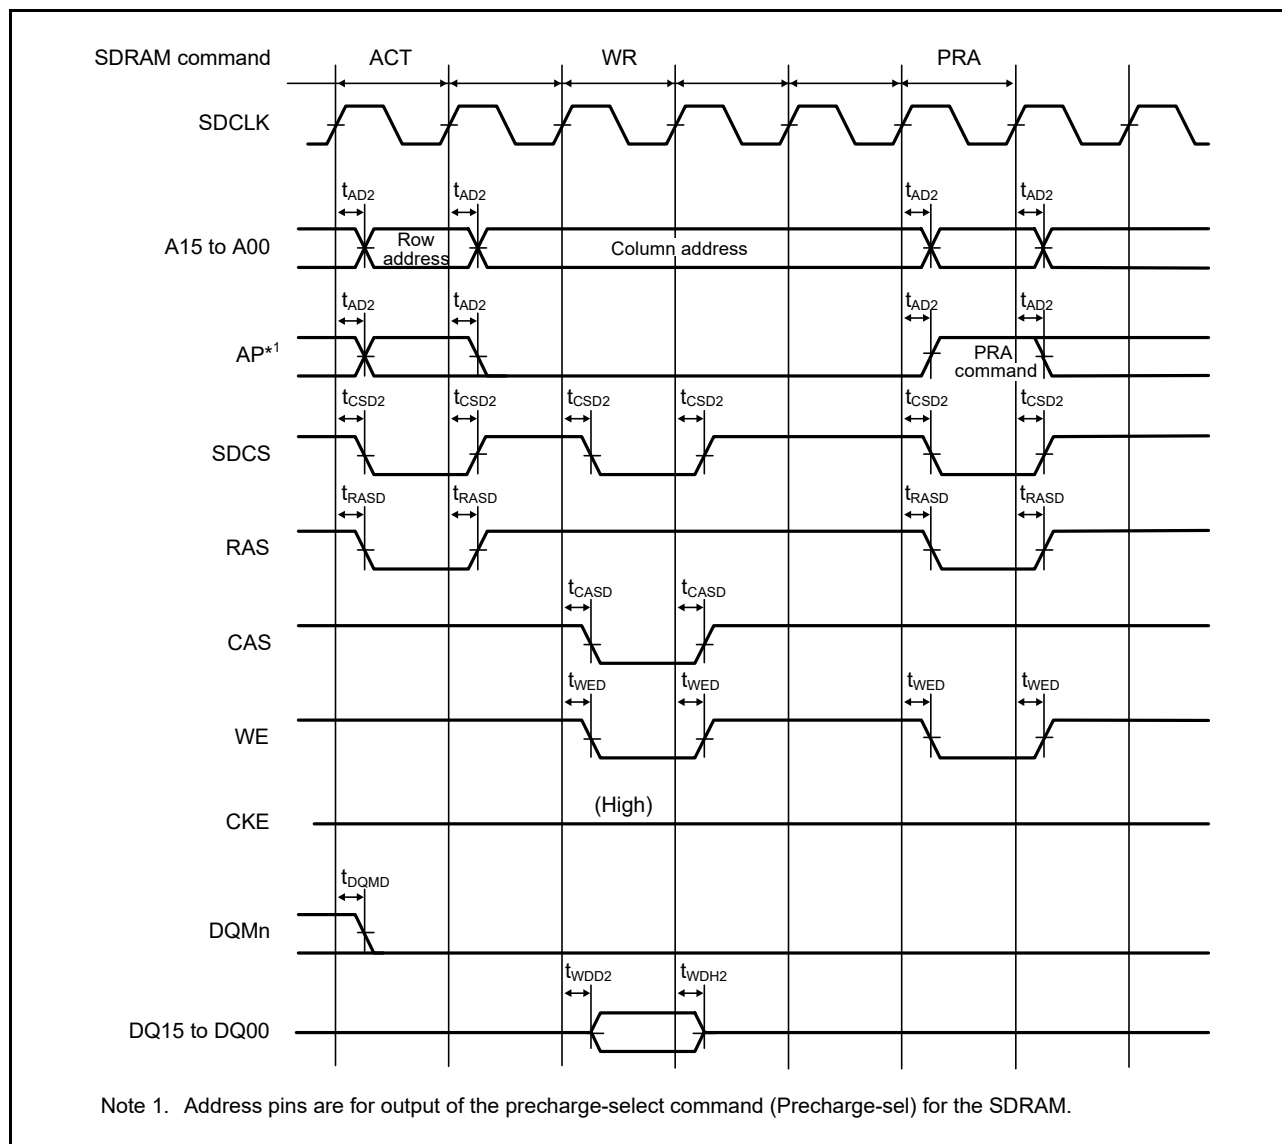 SDRAM command ACT WR PRA
SDCLK
tAD2 tAD2 tAD2 tAD2
A15 to A00 Row address Column address
tAD2 tAD2 tAD2 tAD2
AP*1 PRA command
tCSD2 tCSD2 tCSD2 tCSD2 tCSD2 tCSD2
SDCS
tRASD tRASD tRASD tRASD
RAS
tCASD tCASD
CAS
tWED tWED tWED tWED
WE
(High)
CKE
tDQMD
DQMn
tWDD2 tWDH2
DQ15 to DQ00
Note 1. Address pins are for output of the precharge-select command (Precharge-sel) for the SDRAM.